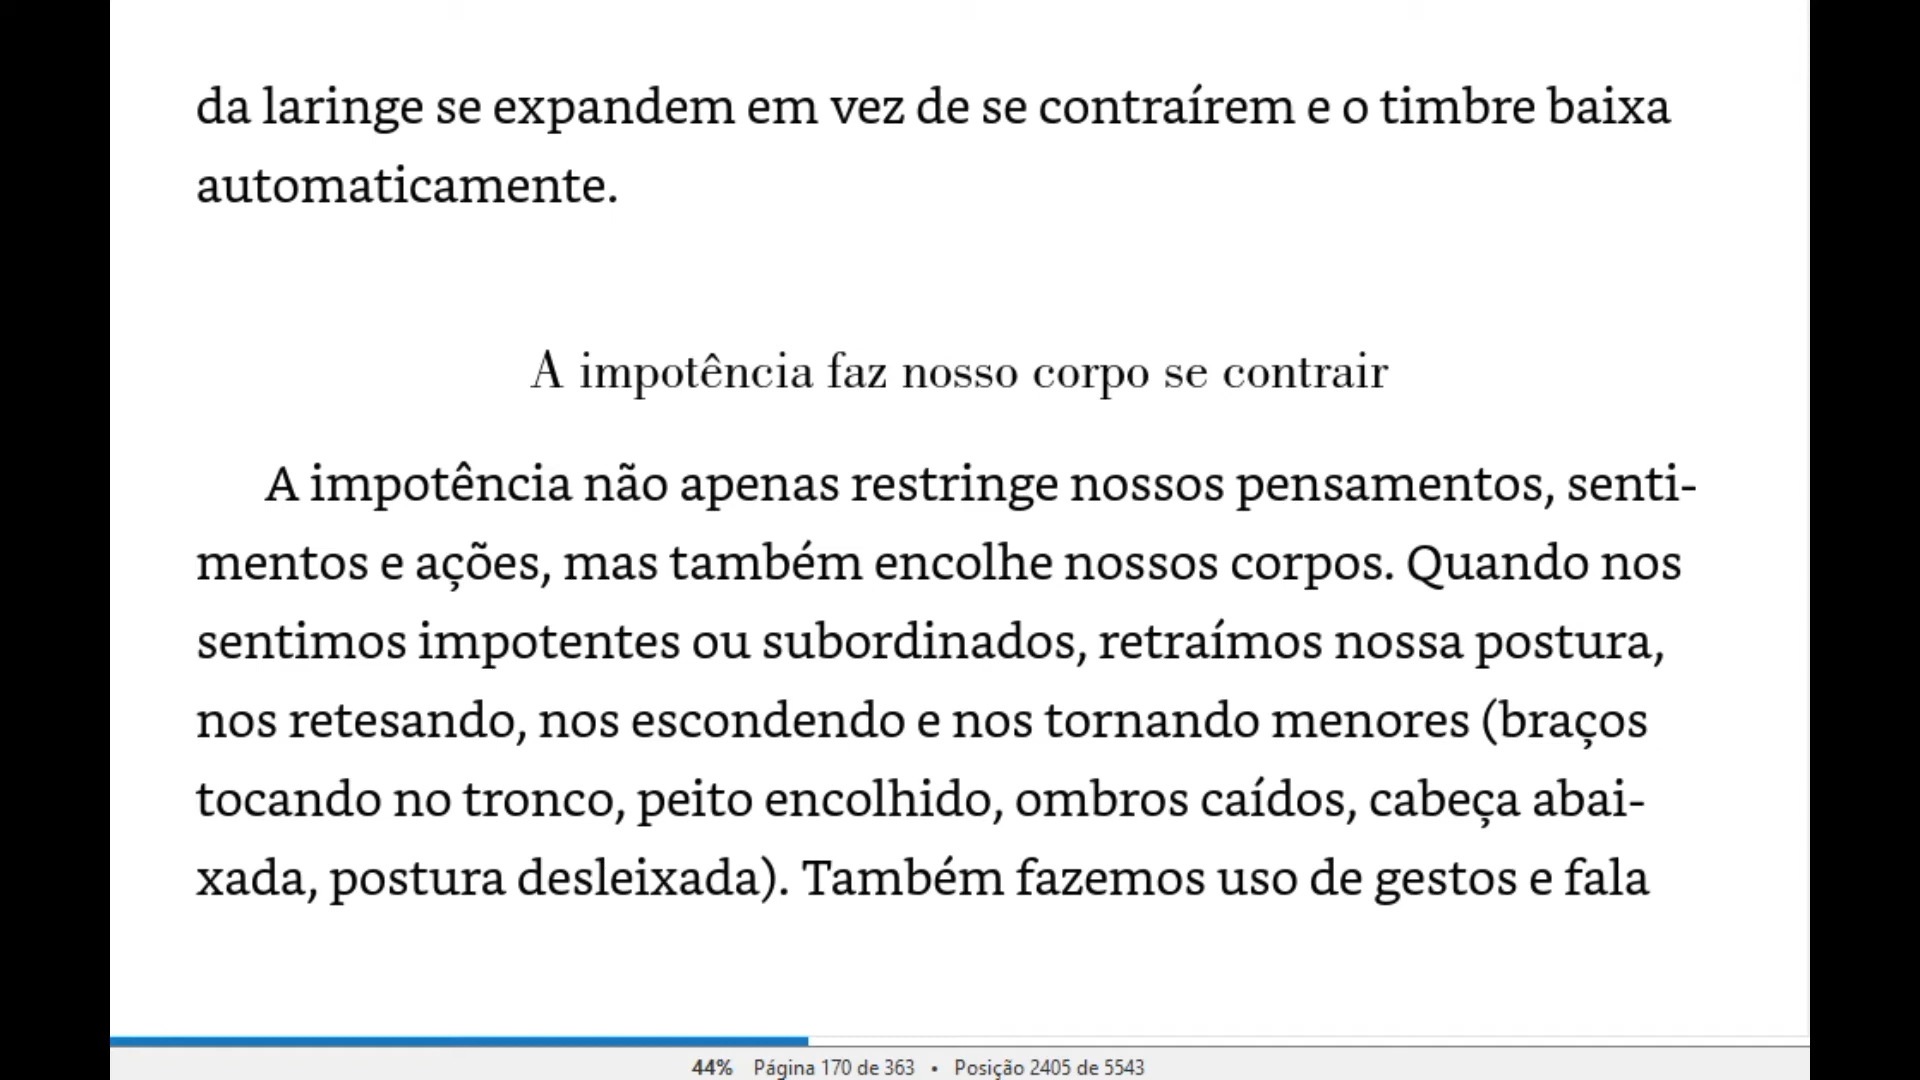 da laringe se expandem em vez de se contraírem e o timbre baixa
automaticamente.
A impotência faz nosso corpo se contrair
A impotência não apenas restringe nossos pensamentos, senti-
mentos e ações, mas também encolhe nossos corpos. Quando nos
sentimos impotentes ou subordinados, retraímos nossa postura,
nos retesando, nos escondendo e nos tornando menores (braços
tocando no tronco, peito encolhido, ombros caídos, cabeça abai-
xada, postura desleixada). Também fazemos uso de gestos e fala
44% Página 170 de 363 • Posição 2405 de 5543